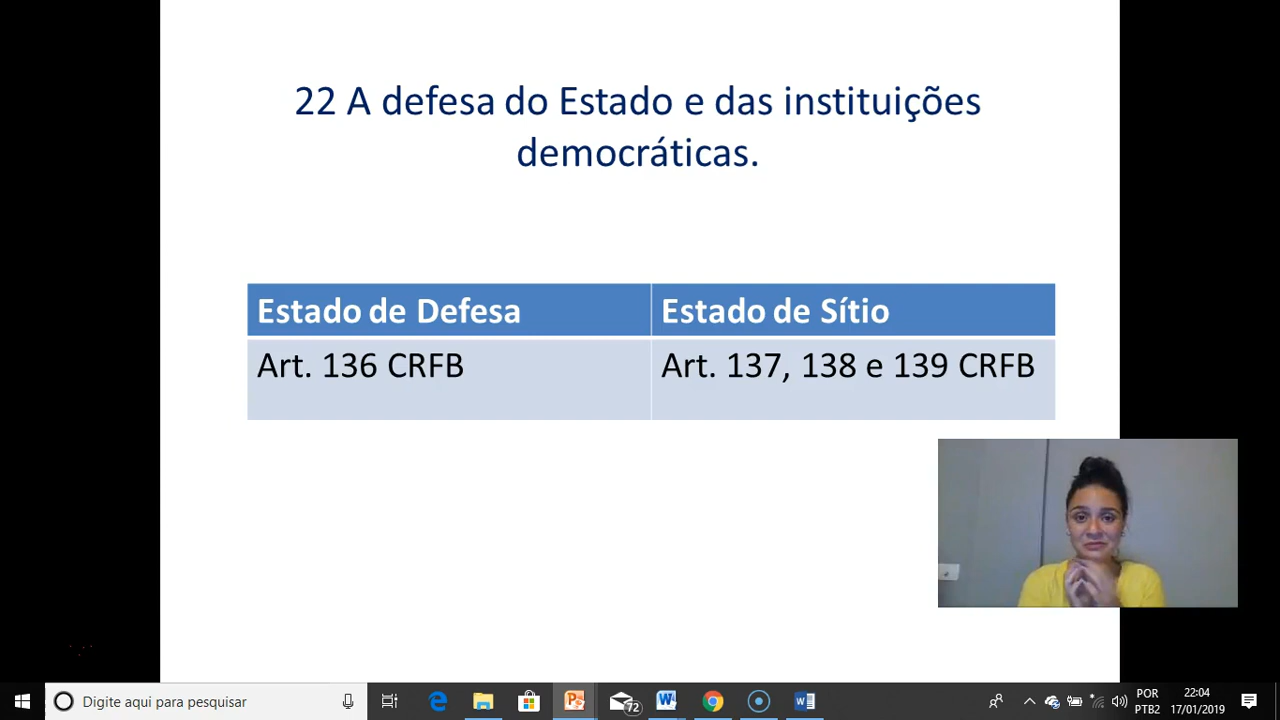 22 A defesa do Estado e das instituições
democráticas.
Estado de Defesa
Estado de Sítio
Art. 136 CRFB
Art. 137, 138 e 139 CRFB
Digite aqui para pesquisar
72
POR
22:04
PTB2
17/01/2019